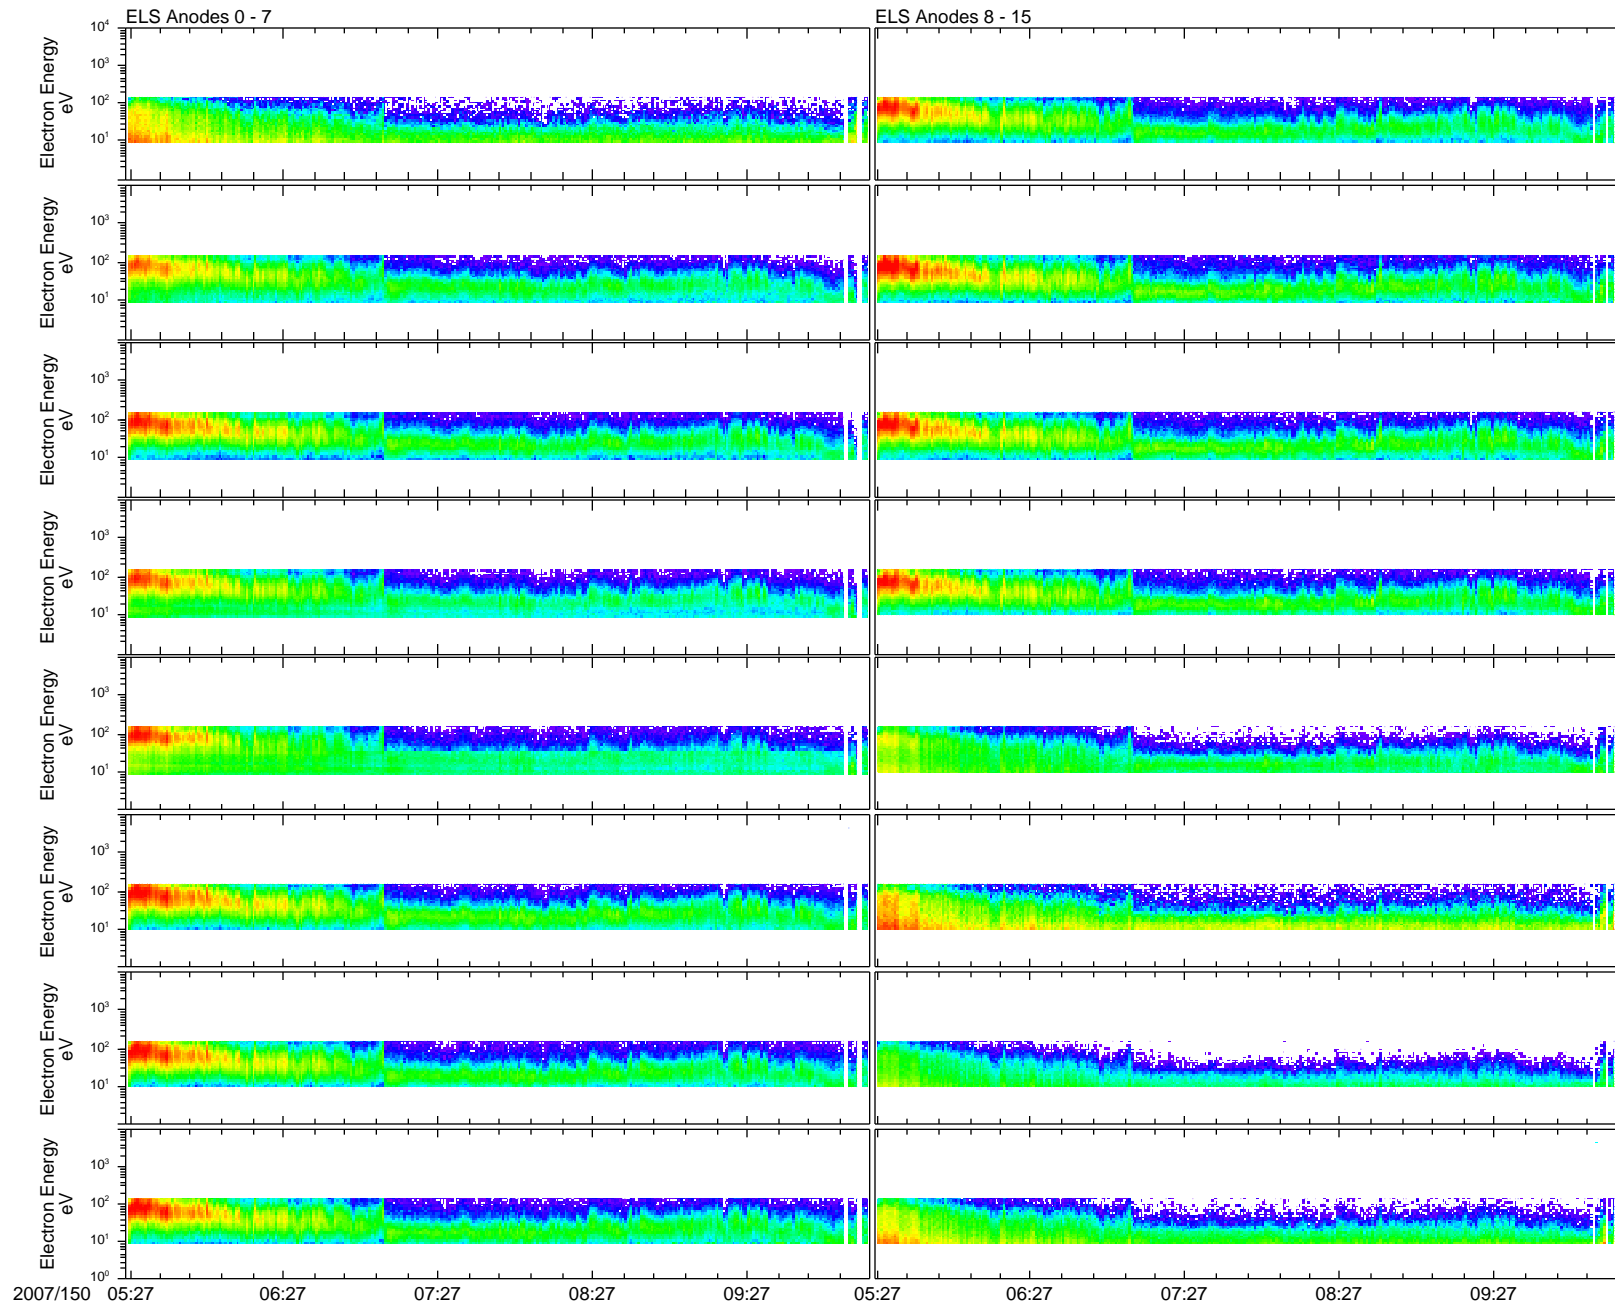 ELS Anodes 0 - 7 ELS Anodes 8 - 15
Electron Energy
eV
10⁴
10³
10²
10¹
Electron Energy
eV
10³
10²
10¹
Electron Energy
eV
10³
10²
10¹
Electron Energy
eV
10³
10²
10¹
Electron Energy
eV
10³
10²
10¹
Electron Energy
eV
10³
10²
10¹
Electron Energy
eV
10³
10²
10¹
Electron Energy
eV
10³
10²
10¹
10⁰
2007/150 05:27 06:27 07:27 08:27 09:27 05:27 06:27 07:27 08:27 09:27